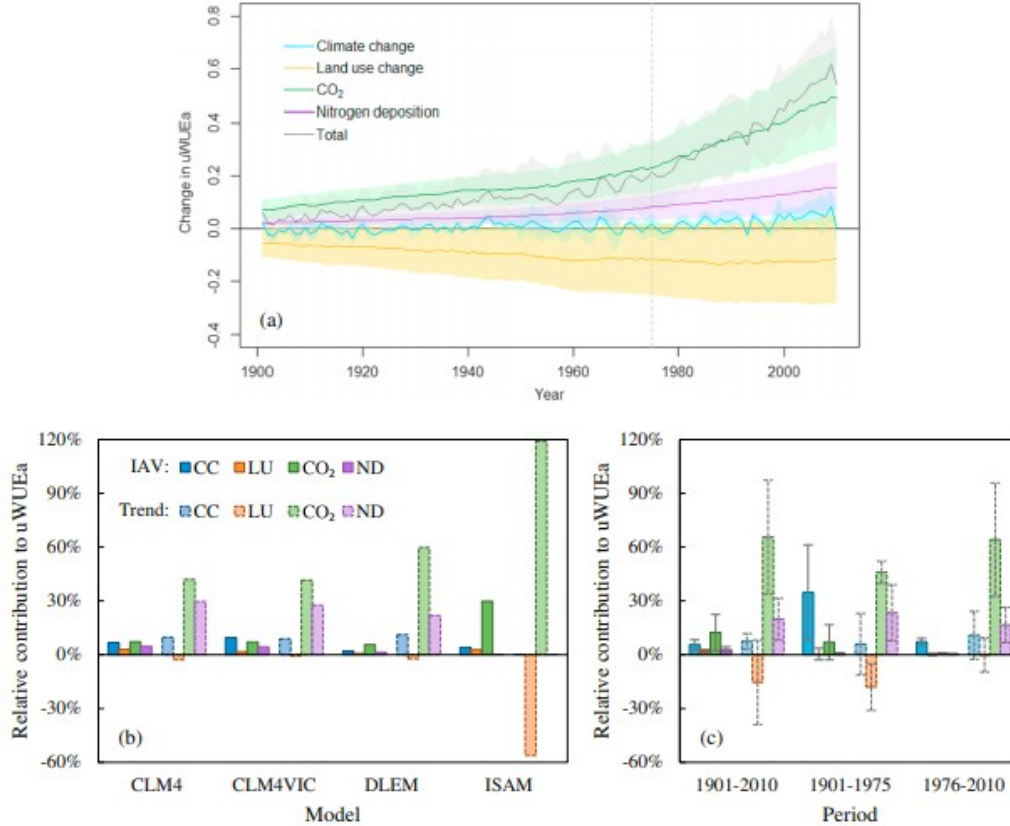 0.8
0.6
0.4
0.2
0.0
-0.2
-0.4
Change in uWUEa
Climate change
Land use change
CO₂
Nitrogen deposition
Total
(a)
1900 1920 1940 1960 1980 2000
Year
120%
90%
60%
30%
0%
-30%
-60%
Relative contribution to uWUEa
IAV: CC LU CO₂ ND
Trend: CC LU CO₂ ND
(b)
CLM4 CLM4VIC DLEM ISAM
Model
120%
90%
60%
30%
0%
-30%
-60%
Relative contribution to uWUEa
(c)
1901-2010 1901-1975 1976-2010
Period